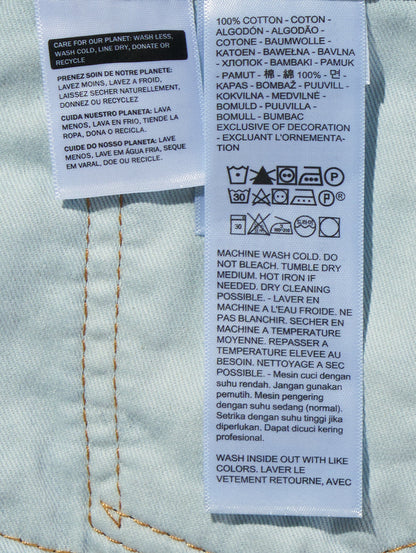 CARE FOR OUR PLANET: WASH LESS,
WASH COLD, LINE DRY, DONATE OR
RECYCLE
PRENEZ SOIN DE NOTRE PLANETE:
LAVEZ MOINS, LAVEZ A FROID,
LAISSEZ SECHER NATURELLEMENT,
DONNEZ OU RECYCLEZ
CUIDA NUESTRO PLANETA: LAVA
MENOS, LAVA EN FRIO, TIENDE LA
ROPA, DONA O RECICLA.
CUIDE DO NOSSO PLANETA: LAVE
MENOS, LAVE EM ÁGUA FRIA, SEQUE
EM VARAL, DOE OU RECICLE.
100% COTTON - COTON -
ALGODÓN - ALGODÃO -
COTONE - BAUMWOLLE -
KATOEN - BAWEŁNA - BAVLNA
- ХЛОПОК - BAMBAKI - PAMUK
- PAMUT - 棉 - 綿 100% - 면 -
KAPAS - BOMBAŽ - PUUVILL -
KOKVILNA - MEDVILNĖ -
BOMULD - PUUVILLA -
BOMULL - BUMBAC
EXCLUSIVE OF DECORATION
- EXCLUANT L'ORNEMENTA-
TION
P
30 P ®
30
MACHINE WASH COLD. DO
NOT BLEACH. TUMBLE DRY
MEDIUM. HOT IRON IF
NEEDED. DRY CLEANING
POSSIBLE. - LAVER EN
MACHINE A L'EAU FROIDE. NE
PAS BLANCHIR. SECHER EN
MACHINE A TEMPERATURE
MOYENNE. REPASSER A
TEMPERATURE ELEVEE AU
BESOIN. NETTOYAGE A SEC
POSSIBLE. - Mesin cuci dengan
suhu rendah. Jangan gunakan
pemutih. Mesin pengering
dengan suhu sedang (normal).
Setrika dengan suhu tinggi jika
diperlukan. Dapat dicuci kering
profesional.
WASH INSIDE OUT WITH LIKE
COLORS. LAVER LE
VETEMENT RETOURNE, AVEC